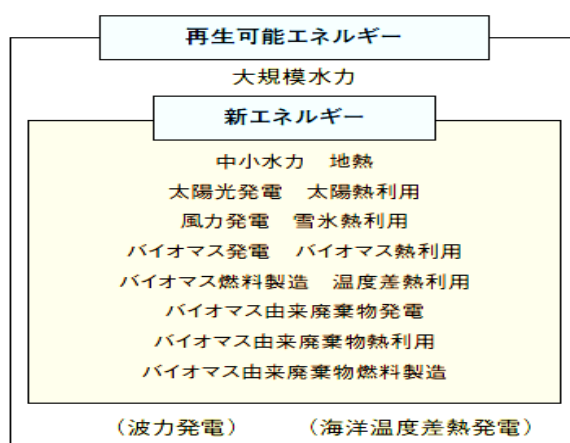 再生可能エネルギー
大規模水力
新エネルギー
中小水力　地熱
太陽光発電　太陽熱利用
風力発電　雪氷熱利用
バイオマス発電　バイオマス熱利用
バイオマス燃料製造　温度差熱利用
バイオマス由来廃棄物発電
バイオマス由来廃棄物熱利用
バイオマス由来廃棄物燃料製造
（波力発電）　（海洋温度差熱発電）